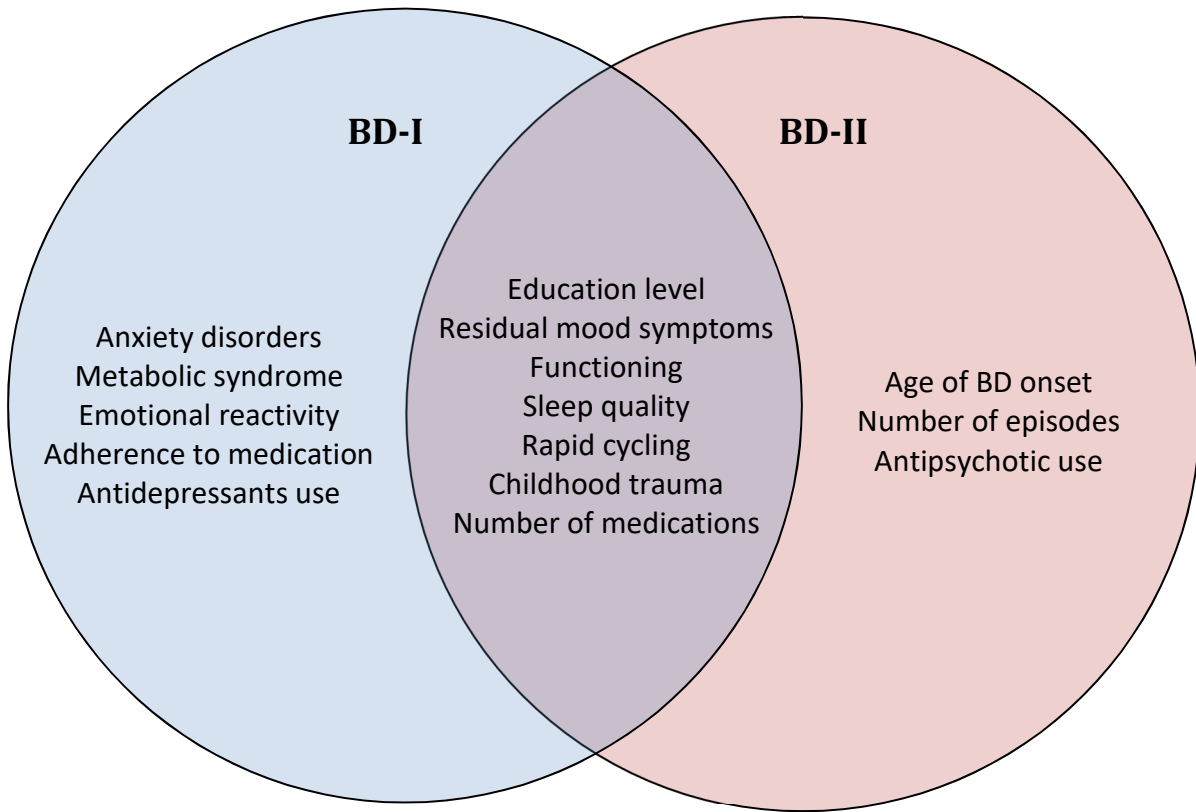 BD-I
BD-II
Anxiety disorders
Metabolic syndrome
Emotional reactivity
Adherence to medication
Antidepressants use
Education level
Residual mood symptoms
Functioning
Sleep quality
Rapid cycling
Childhood trauma
Number of medications
Age of BD onset
Number of episodes
Antipsychotic use